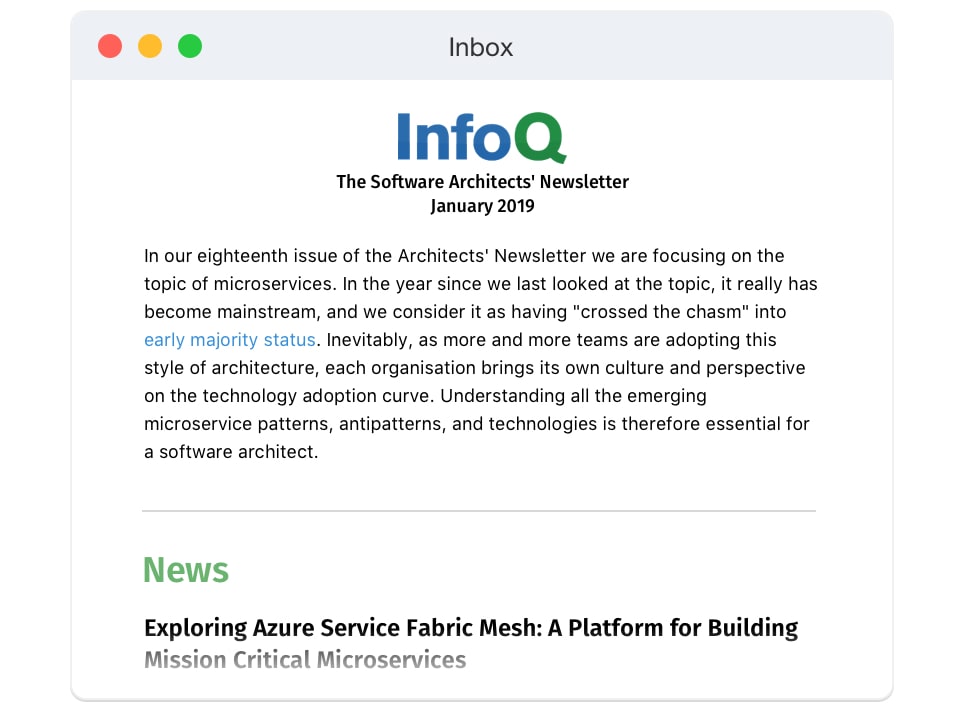 Inbox
InfoQ
The Software Architects' Newsletter
January 2019
In our eighteenth issue of the Architects' Newsletter we are focusing on the
topic of microservices. In the year since we last looked at the topic, it really has
become mainstream, and we consider it as having "crossed the chasm" into
early majority status. Inevitably, as more and more teams are adopting this
style of architecture, each organisation brings its own culture and perspective
on the technology adoption curve. Understanding all the emerging
microservice patterns, antipatterns, and technologies is therefore essential for
a software architect.
News
Exploring Azure Service Fabric Mesh: A Platform for Building
Mission Critical Microservices